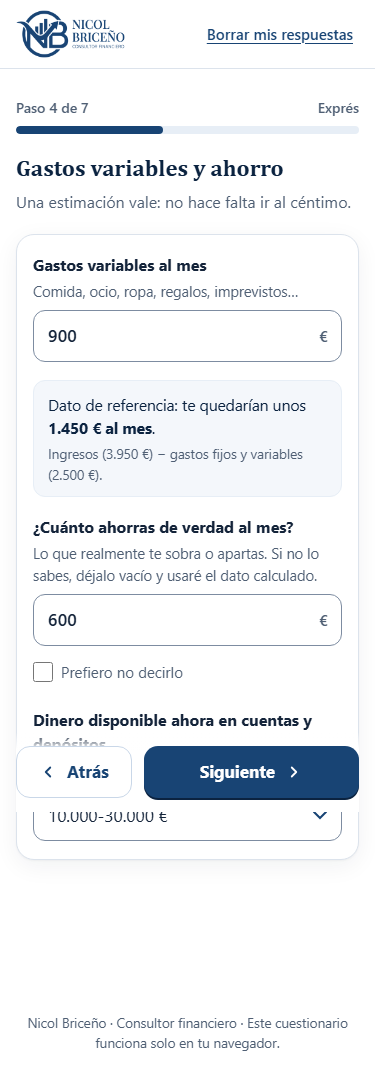 NICOL
BRICEÑO
CONSULTOR FINANCIERO
Borrar mis respuestas
Paso 4 de 7
Exprés
Gastos variables y ahorro
Una estimación vale: no hace falta ir al céntimo.
Gastos variables al mes
Comida, ocio, ropa, regalos, imprevistos…
900
€
Dato de referencia: te quedarían unos
1.450 € al mes.
Ingresos (3.950 €) − gastos fijos y variables
(2.500 €).
¿Cuánto ahorras de verdad al mes?
Lo que realmente te sobra o apartas. Si no lo
sabes, déjalo vacío y usaré el dato calculado.
600
€
Prefiero no decirlo
Dinero disponible ahora en cuentas y
depósitos
Atrás
Siguiente
10.000-30.000 €
Nicol Briceño · Consultor financiero · Este cuestionario
funciona solo en tu navegador.